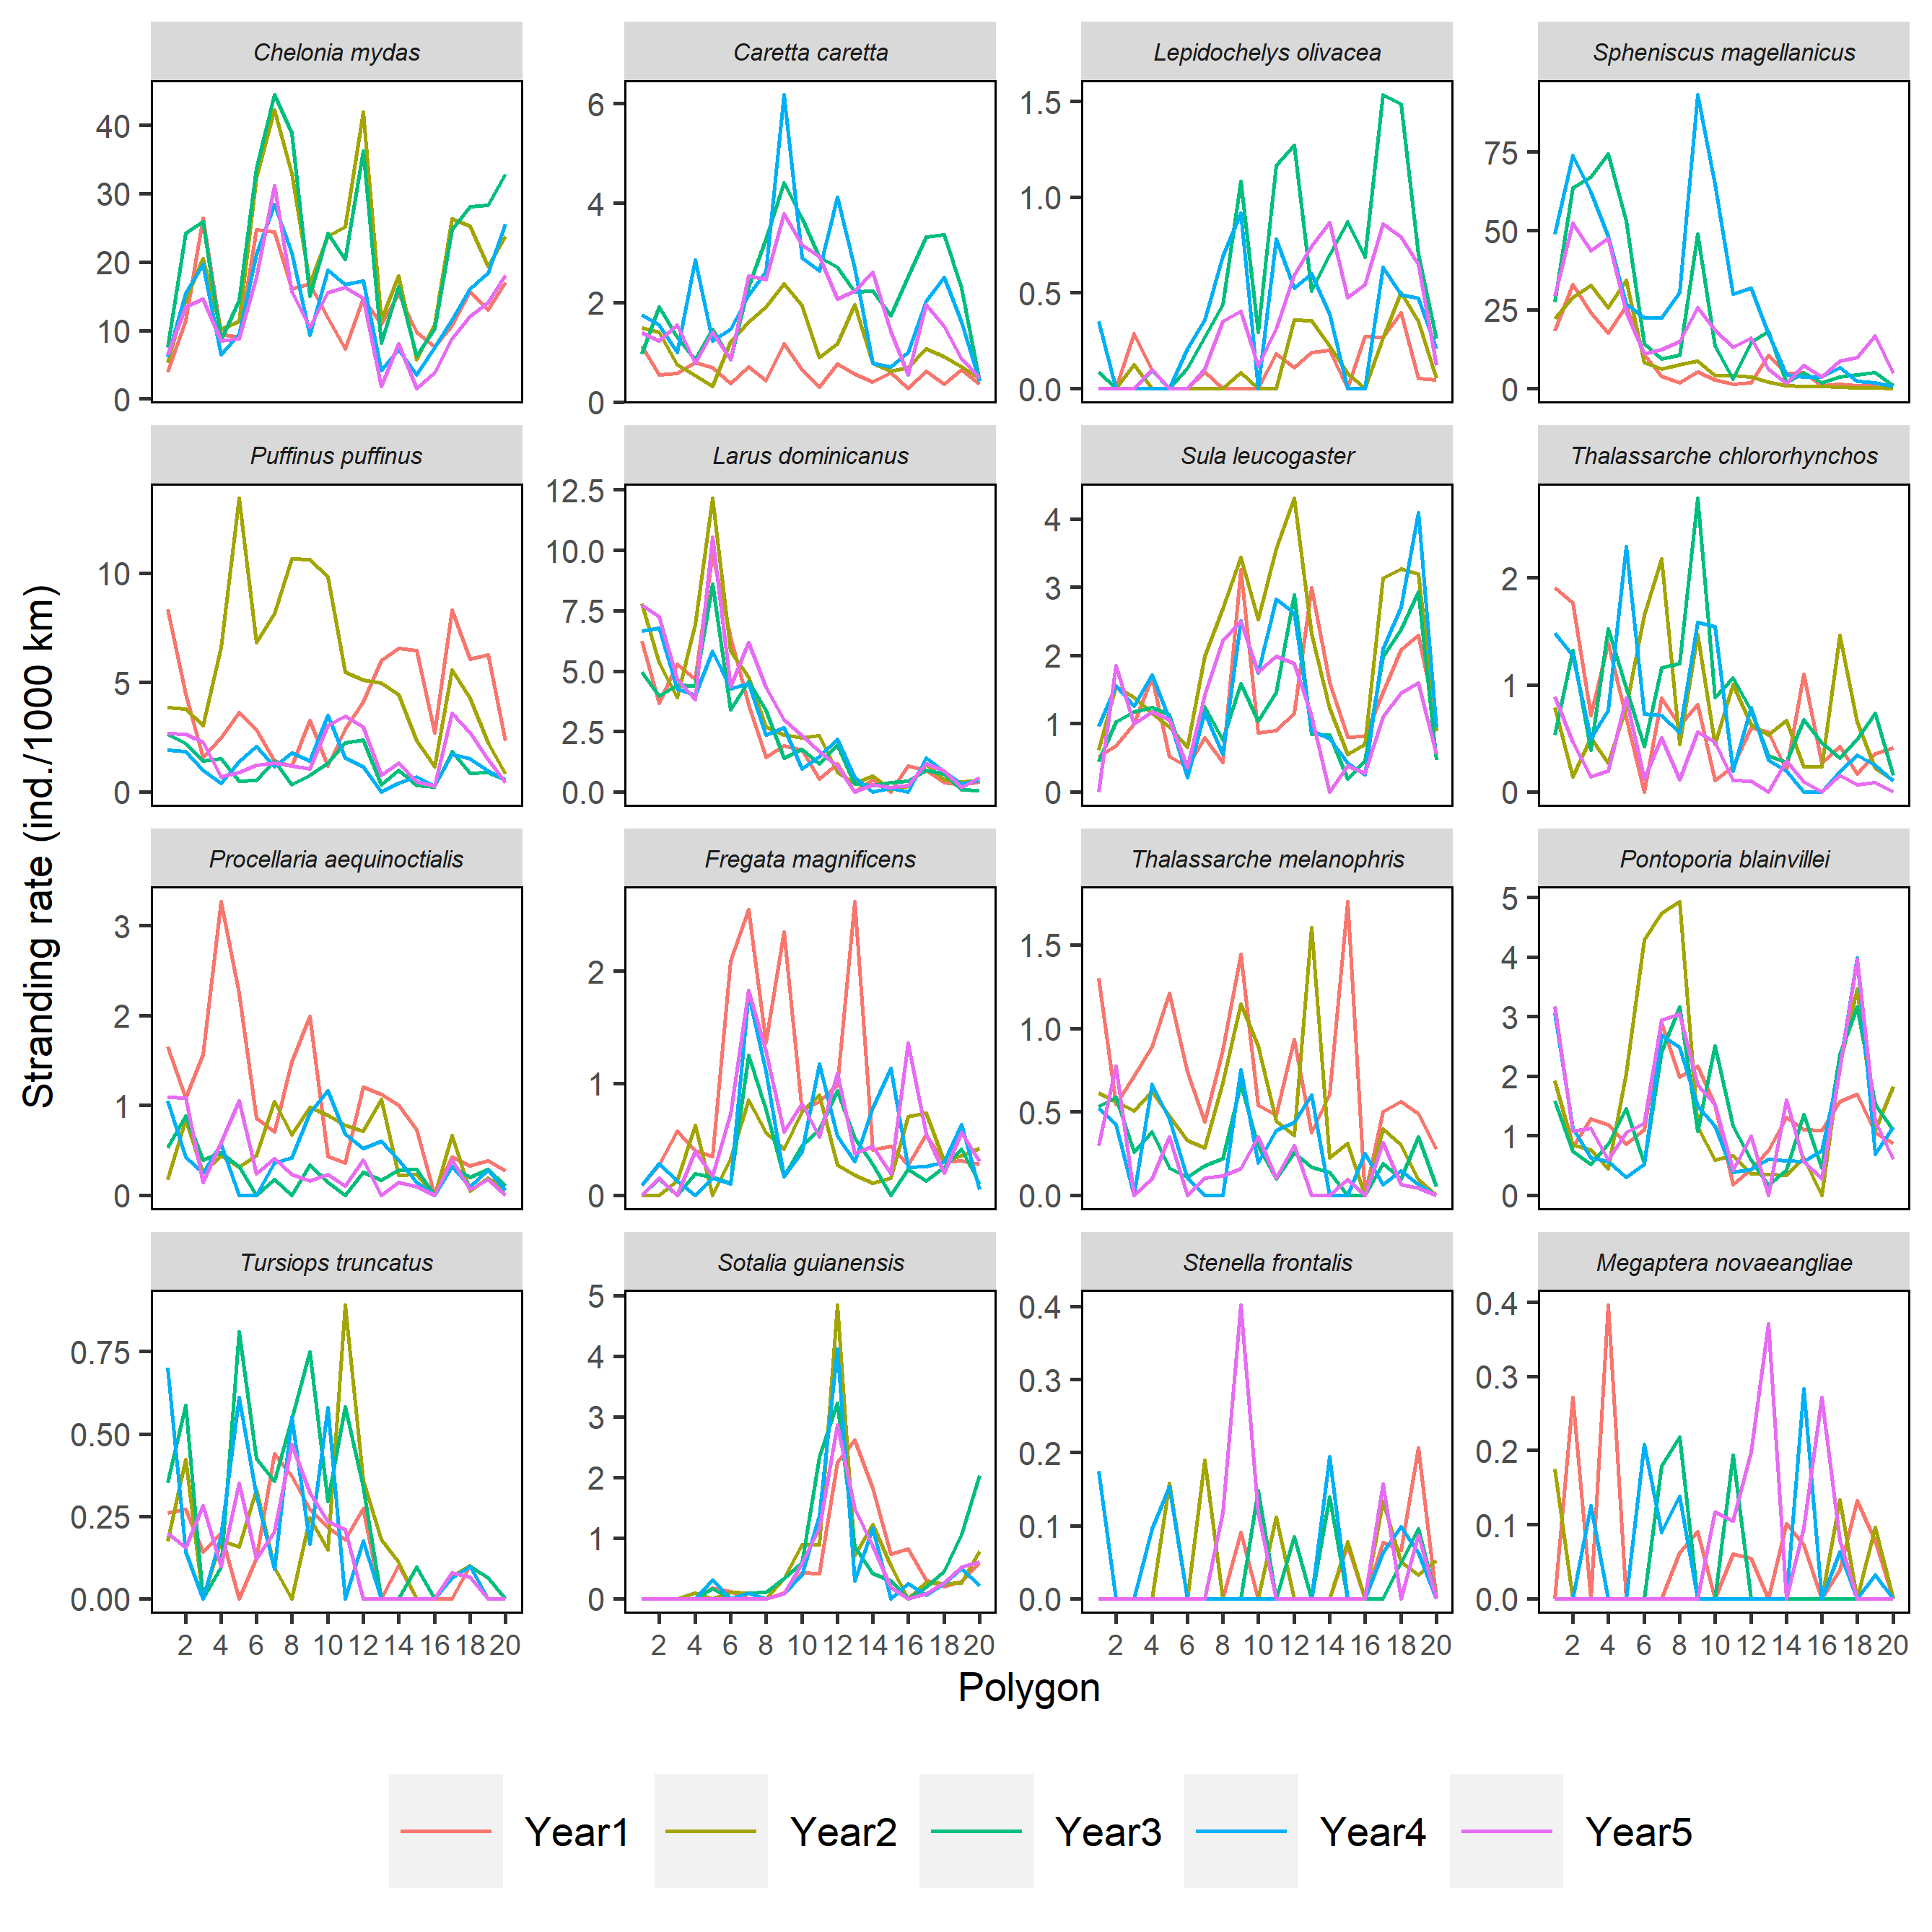 Chelonia mydas Caretta caretta Lepidochelys olivacea Spheniscus magellanicus
40 30 20 10 0
6 4 2 0
1.5 1.0 0.5 0.0
75 50 25 0
Puffinus puffinus Larus dominicanus Sula leucogaster Thalassarche chlororhynchos
10 5 0
12.5 10.0 7.5 5.0 2.5 0.0
4 3 2 1 0
2 1 0
Stranding rate (ind./1000 km)
Procellaria aequinoctialis Fregata magnificens Thalassarche melanophris Pontoporia blainvillei
3 2 1 0
2 1 0
1.5 1.0 0.5 0.0
5 4 3 2 1 0
Tursiops truncatus Sotalia guianensis Stenella frontalis Megaptera novaeangliae
0.75 0.50 0.25 0.00
5 4 3 2 1 0
0.4 0.3 0.2 0.1 0.0
0.4 0.3 0.2 0.1 0.0
2 4 6 8 10 12 14 16 18 20
2 4 6 8 10 12 14 16 18 20
2 4 6 8 10 12 14 16 18 20
2 4 6 8 10 12 14 16 18 20
Polygon
Year1 Year2 Year3 Year4 Year5